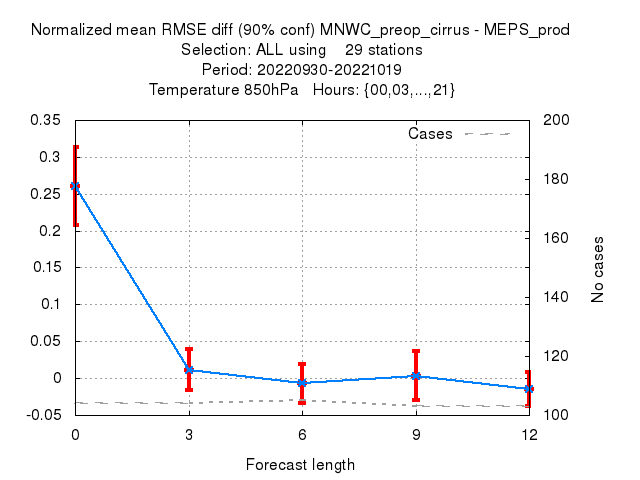 Normalized mean RMSE diff (90% conf) MNWC_preop_cirrus - MEPS_prod
Selection: ALL using    29 stations
Period: 20220930-20221019
Temperature 850hPa   Hours: {00,03,...,21}
Cases
0.35
0.3
0.25
0.2
0.15
0.1
0.05
0
-0.05
200
180
160
140
120
100
No cases
0
3
6
9
12
Forecast length